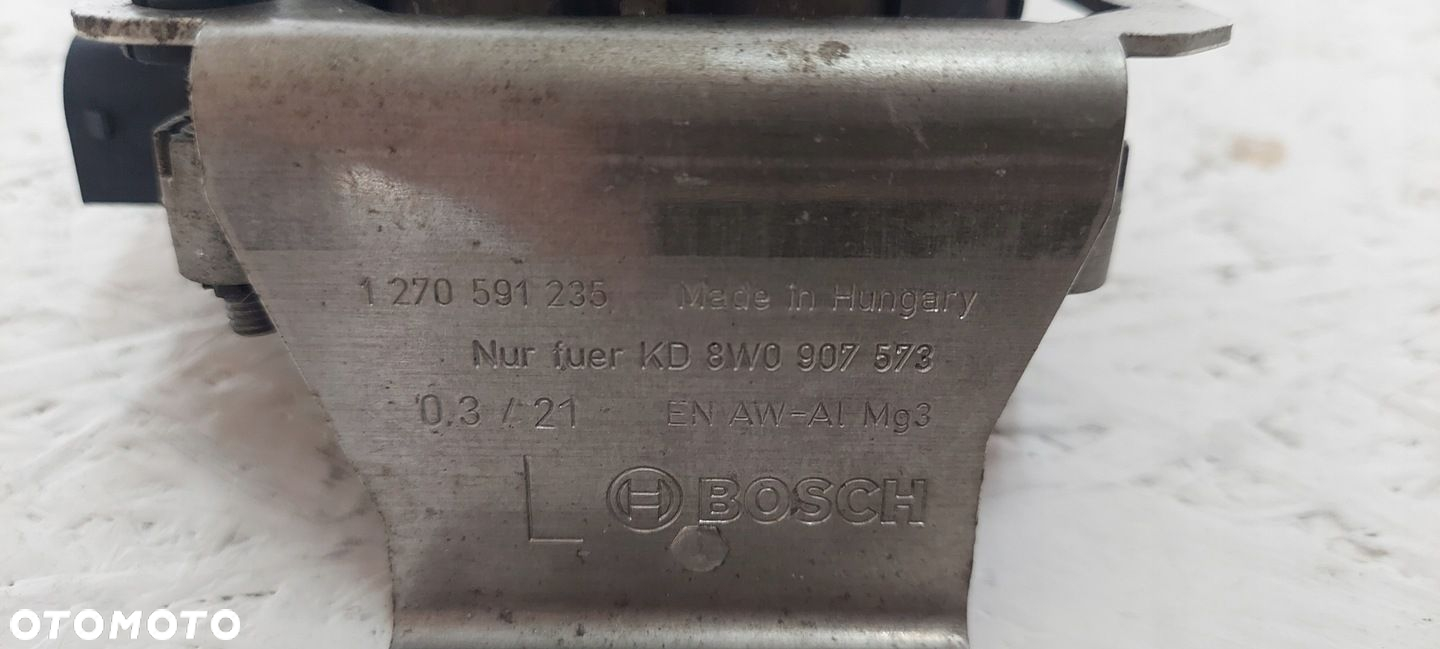 1 270 591 235 Made in Hungary
Nur fuer KD 8W0 907 573
0.3 / 21 EN AW-Al Mg3
L BOSCH
OTOMOTO